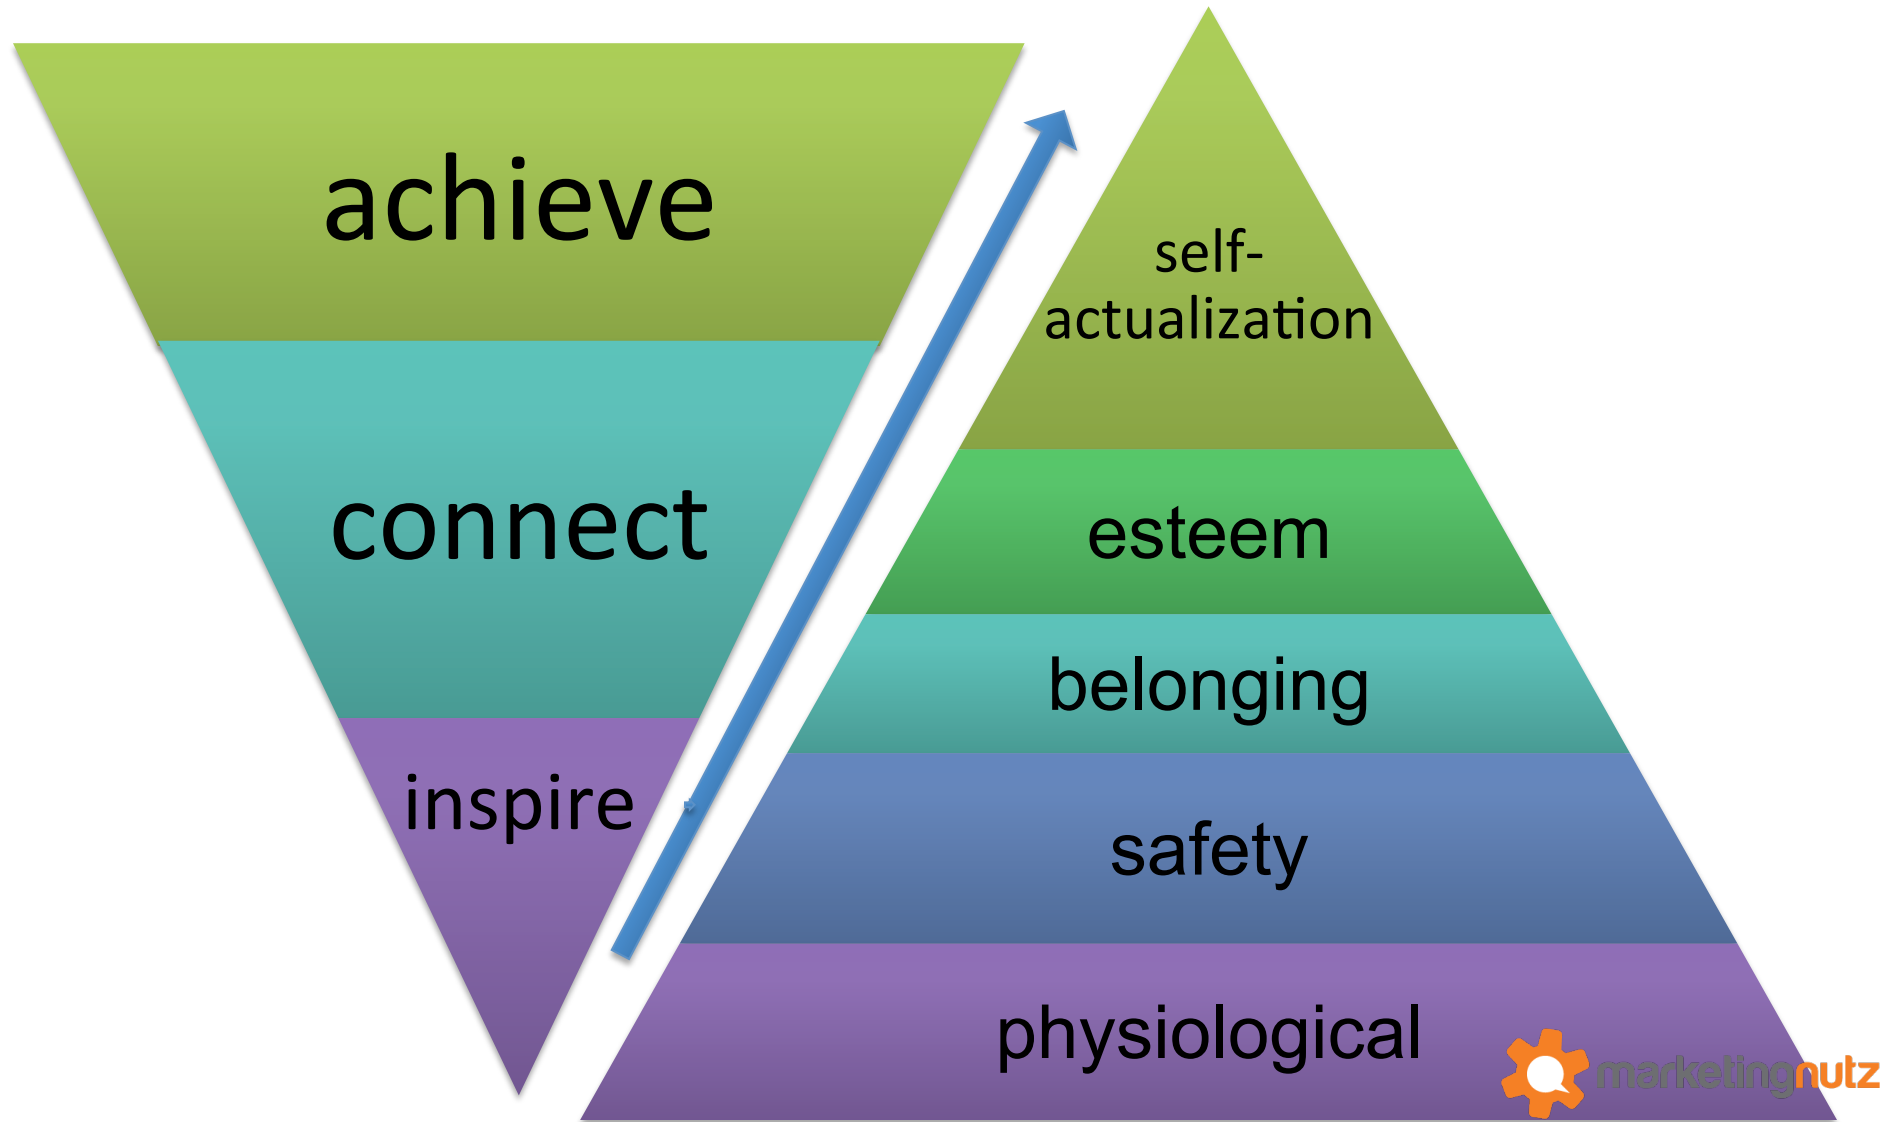 achieve
connect
inspire
self-
actualization
esteem
belonging
safety
physiological
marketingnutz